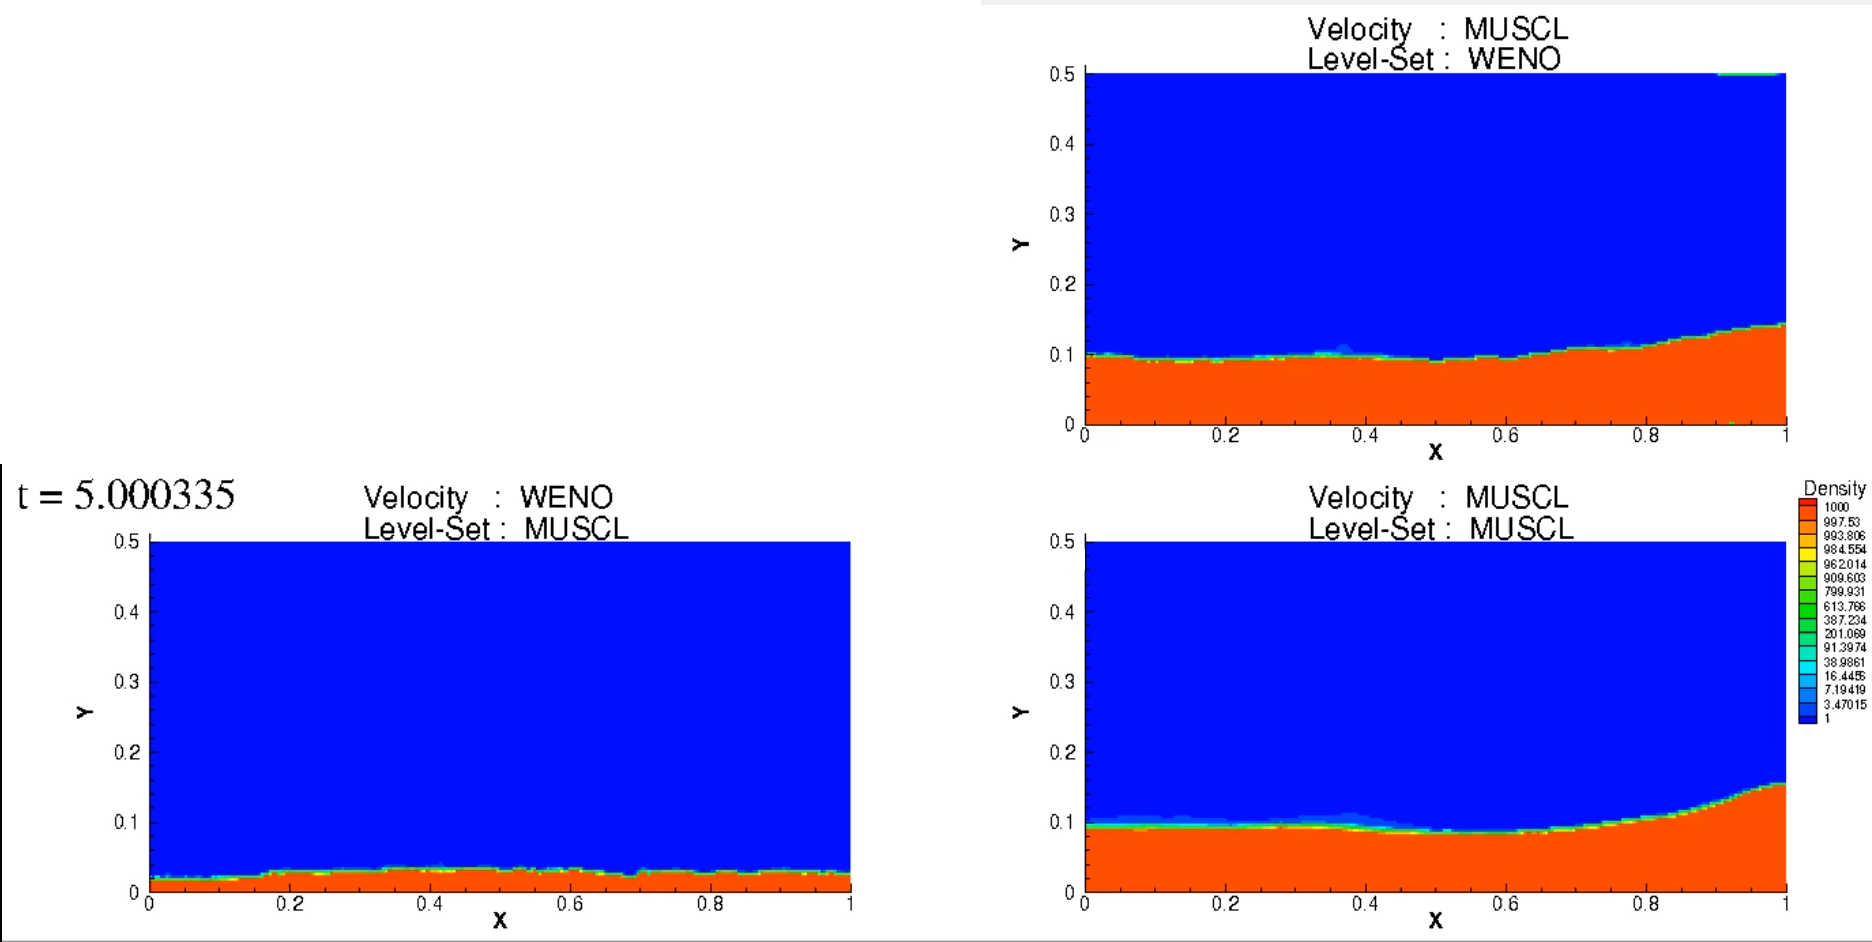 Velocity : MUSCL
Level-Set : WENO
0.5
0.4
0.3
0.2
0.1
0
Y
0 0.2 0.4 0.6 0.8 1
X
t = 5.000335
Velocity : WENO
Level-Set : MUSCL
0.5
0.4
0.3
0.2
0.1
0
Y
0 0.2 0.4 0.6 0.8 1
X
Velocity : MUSCL
Level-Set : MUSCL
0.5
0.4
0.3
0.2
0.1
0
Y
0 0.2 0.4 0.6 0.8 1
X
Density
1000
997.53
993.806
984.554
962.014
909.603
799.931
613.766
387.234
201.069
91.3974
38.9861
16.4456
7.19419
3.47015
1